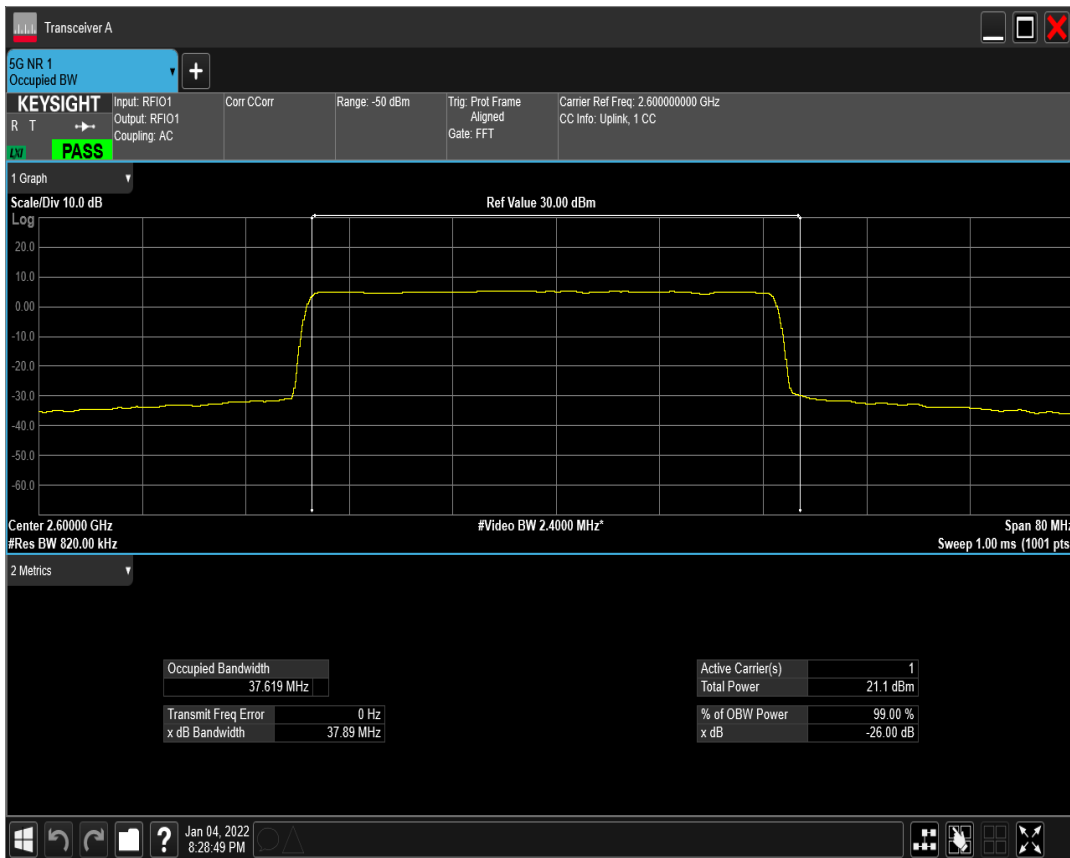 Transceiver A
5G NR 1
Occupied BW
+
KEYSIGHT
R T
LXI
PASS
Input: RFIO1
Output: RFIO1
Coupling: AC
Corr CCorr
Range: -50 dBm
Trig: Prot Frame
Aligned
Gate: FFT
Carrier Ref Freq: 2.600000000 GHz
CC Info: Uplink, 1 CC
1 Graph
Scale/Div 10.0 dB
Ref Value 30.00 dBm
Log
20.0
10.0
0.00
-10.0
-20.0
-30.0
-40.0
-50.0
-60.0
Center 2.60000 GHz
#Video BW 2.4000 MHz*
Span 80 MHz
#Res BW 820.00 kHz
Sweep 1.00 ms (1001 pts
2 Metrics
Occupied Bandwidth
37.619 MHz
Transmit Freq Error 0 Hz
x dB Bandwidth 37.89 MHz
Active Carrier(s) 1
Total Power 21.1 dBm
% of OBW Power 99.00 %
x dB -26.00 dB
?
Jan 04, 2022
8:28:49 PM